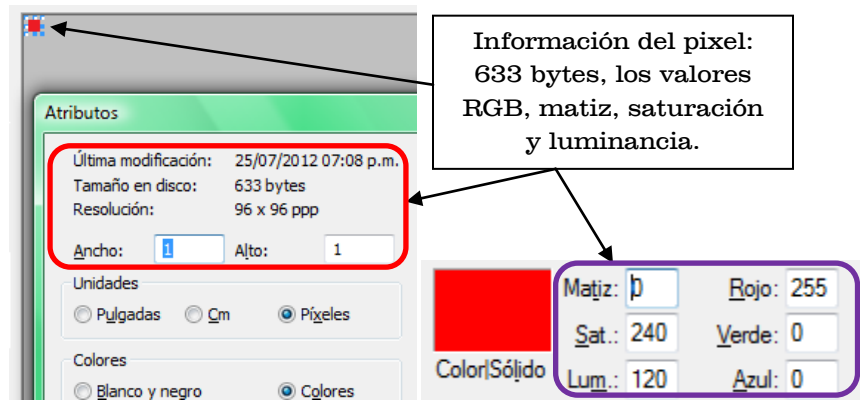 Información del pixel:
633 bytes, los valores
RGB, matiz, saturación
y luminancia.
Atributos
Última modificación: 25/07/2012 07:08 p.m.
Tamaño en disco: 633 bytes
Resolución: 96 x 96 ppp
Ancho: 1 Alto: 1
Unidades
Pulgadas Cm Píxeles
Colores
Blanco y negro Colores
Matiz: 0 Rojo: 255
Sat.: 240 Verde: 0
Color|Sólido Lum.: 120 Azul: 0